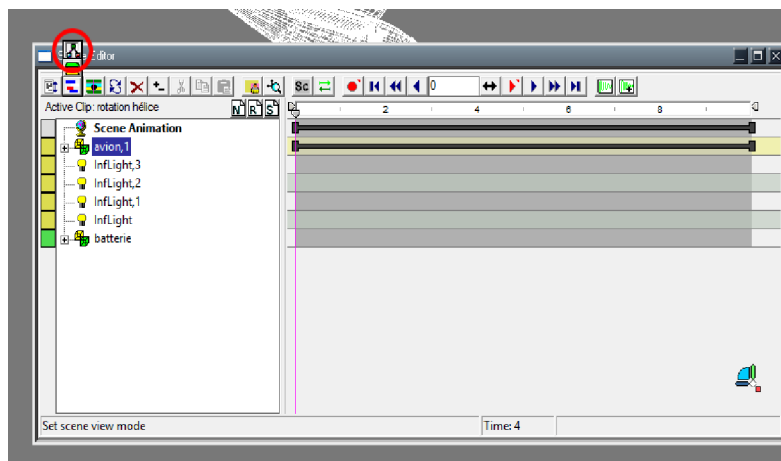 Editor
Sc 0
Active Clip: rotation hélice N R S 2 4 6 8
Scene Animation
avion,1
InfLight,3
InfLight,2
InfLight,1
InfLight
batterie
Set scene view mode Time: 4